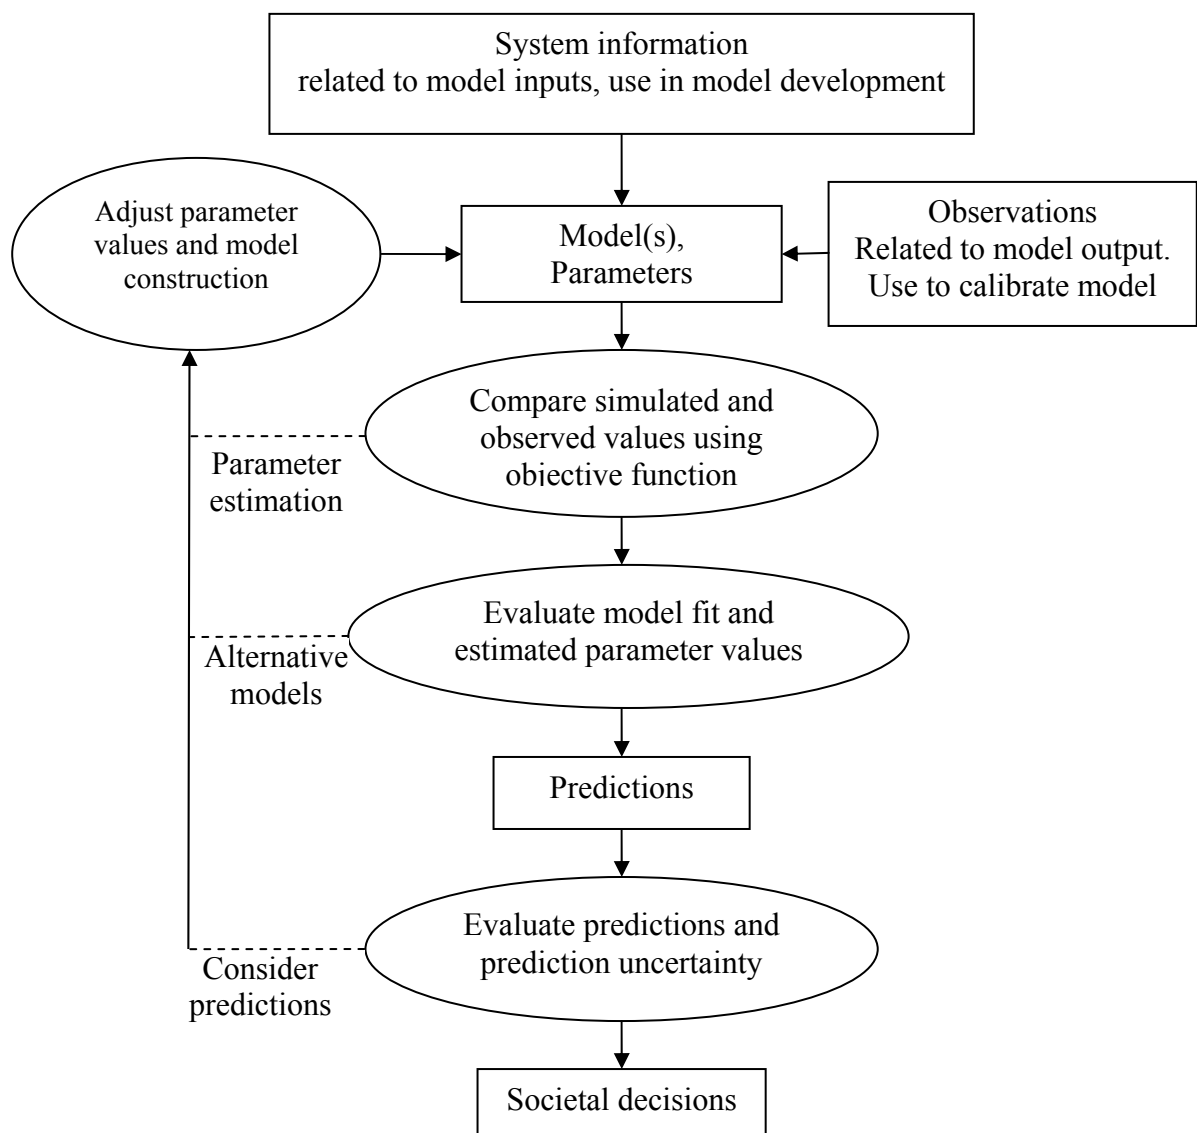 System information
related to model inputs, use in model development
Adjust parameter
values and model
construction
Model(s),
Parameters
Observations
Related to model output.
Use to calibrate model
Compare simulated and
observed values using
objective function
Parameter
estimation
Evaluate model fit and
estimated parameter values
Alternative
models
Predictions
Evaluate predictions and
prediction uncertainty
Consider
predictions
Societal decisions